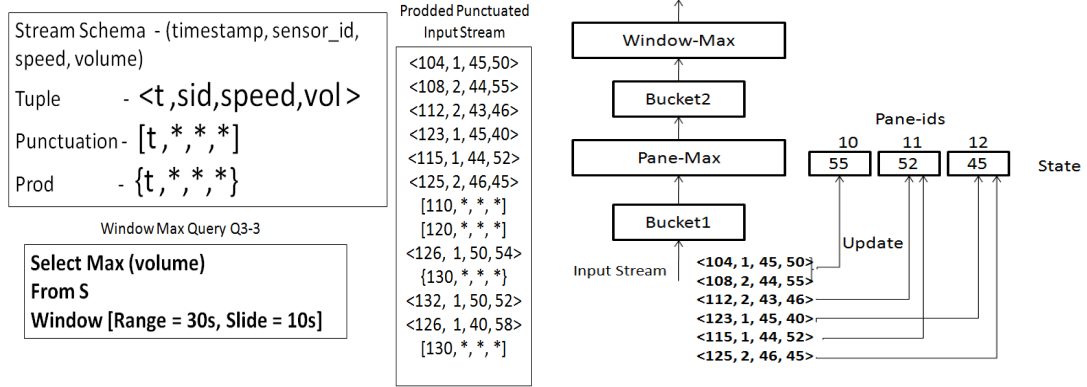 Stream Schema - (timestamp, sensor_id,
speed, volume)
Tuple - <t ,sid,speed,vol >
Punctuation - [t ,*,*,*]
Prod - {t ,*,*,*}
Window Max Query Q3-3
Select Max (volume)
From S
Window [Range = 30s, Slide = 10s]
Prodded Punctuated
Input Stream
<104, 1, 45,50>
<108, 2, 44,55>
<112, 2, 43,46>
<123, 1, 45,40>
<115, 1, 44,52>
<125, 2, 46,45>
[110, *, *, *]
[120, *, *, *]
<126, 1, 50,54>
{130, *, *, *}
<132, 1, 50,52>
<126, 1, 40,58>
[130, *, *, *]
Window-Max
Bucket2
Pane-Max
Bucket1
Input Stream
Pane-ids
10 11 12
55 52 45
State
Update
<104, 1, 45, 50>
<108, 2, 44, 55>
<112, 2, 43, 46>
<123, 1, 45, 40>
<115, 1, 44, 52>
<125, 2, 46, 45>